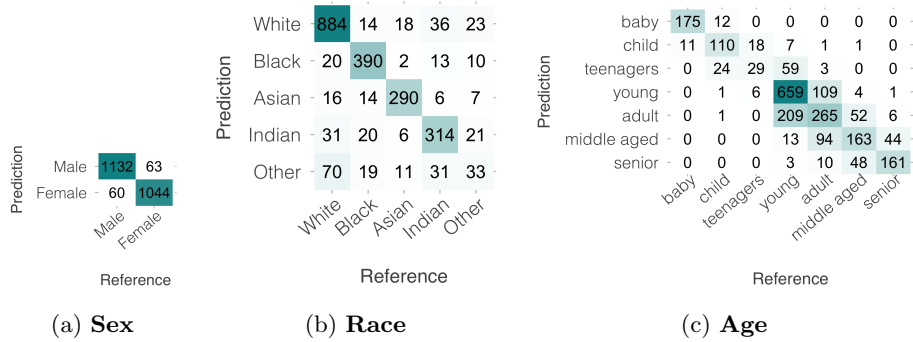 Prediction
Male 1132 63
Female 60 1044
Male Female
Reference
(a) Sex
Prediction
White 884 14 18 36 23
Black 20 390 2 13 10
Asian 16 14 290 6 7
Indian 31 20 6 314 21
Other 70 19 11 31 33
White Black Asian Indian Other
Reference
(b) Race
Prediction
baby 175 12 0 0 0 0 0
child 11 110 18 7 1 1 0
teenagers 0 24 29 59 3 0 0
young 0 1 6 659 109 4 1
adult 0 1 0 209 265 52 6
middle aged 0 0 0 13 94 163 44
senior 0 0 0 3 10 48 161
baby child teenagers young adult middle aged senior
Reference
(c) Age